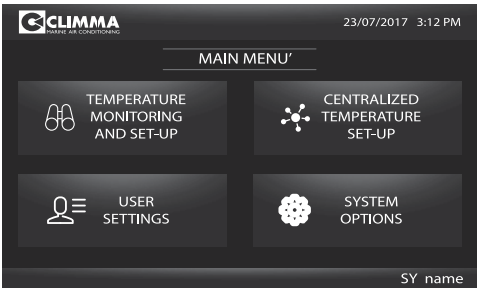 CLIMMA
MARINE AIR CONDITIONING
23/07/2017 3:12 PM
MAIN MENU'
TEMPERATURE
MONITORING
AND SET-UP
CENTRALIZED
TEMPERATURE
SET-UP
USER
SETTINGS
SYSTEM
OPTIONS
SY name